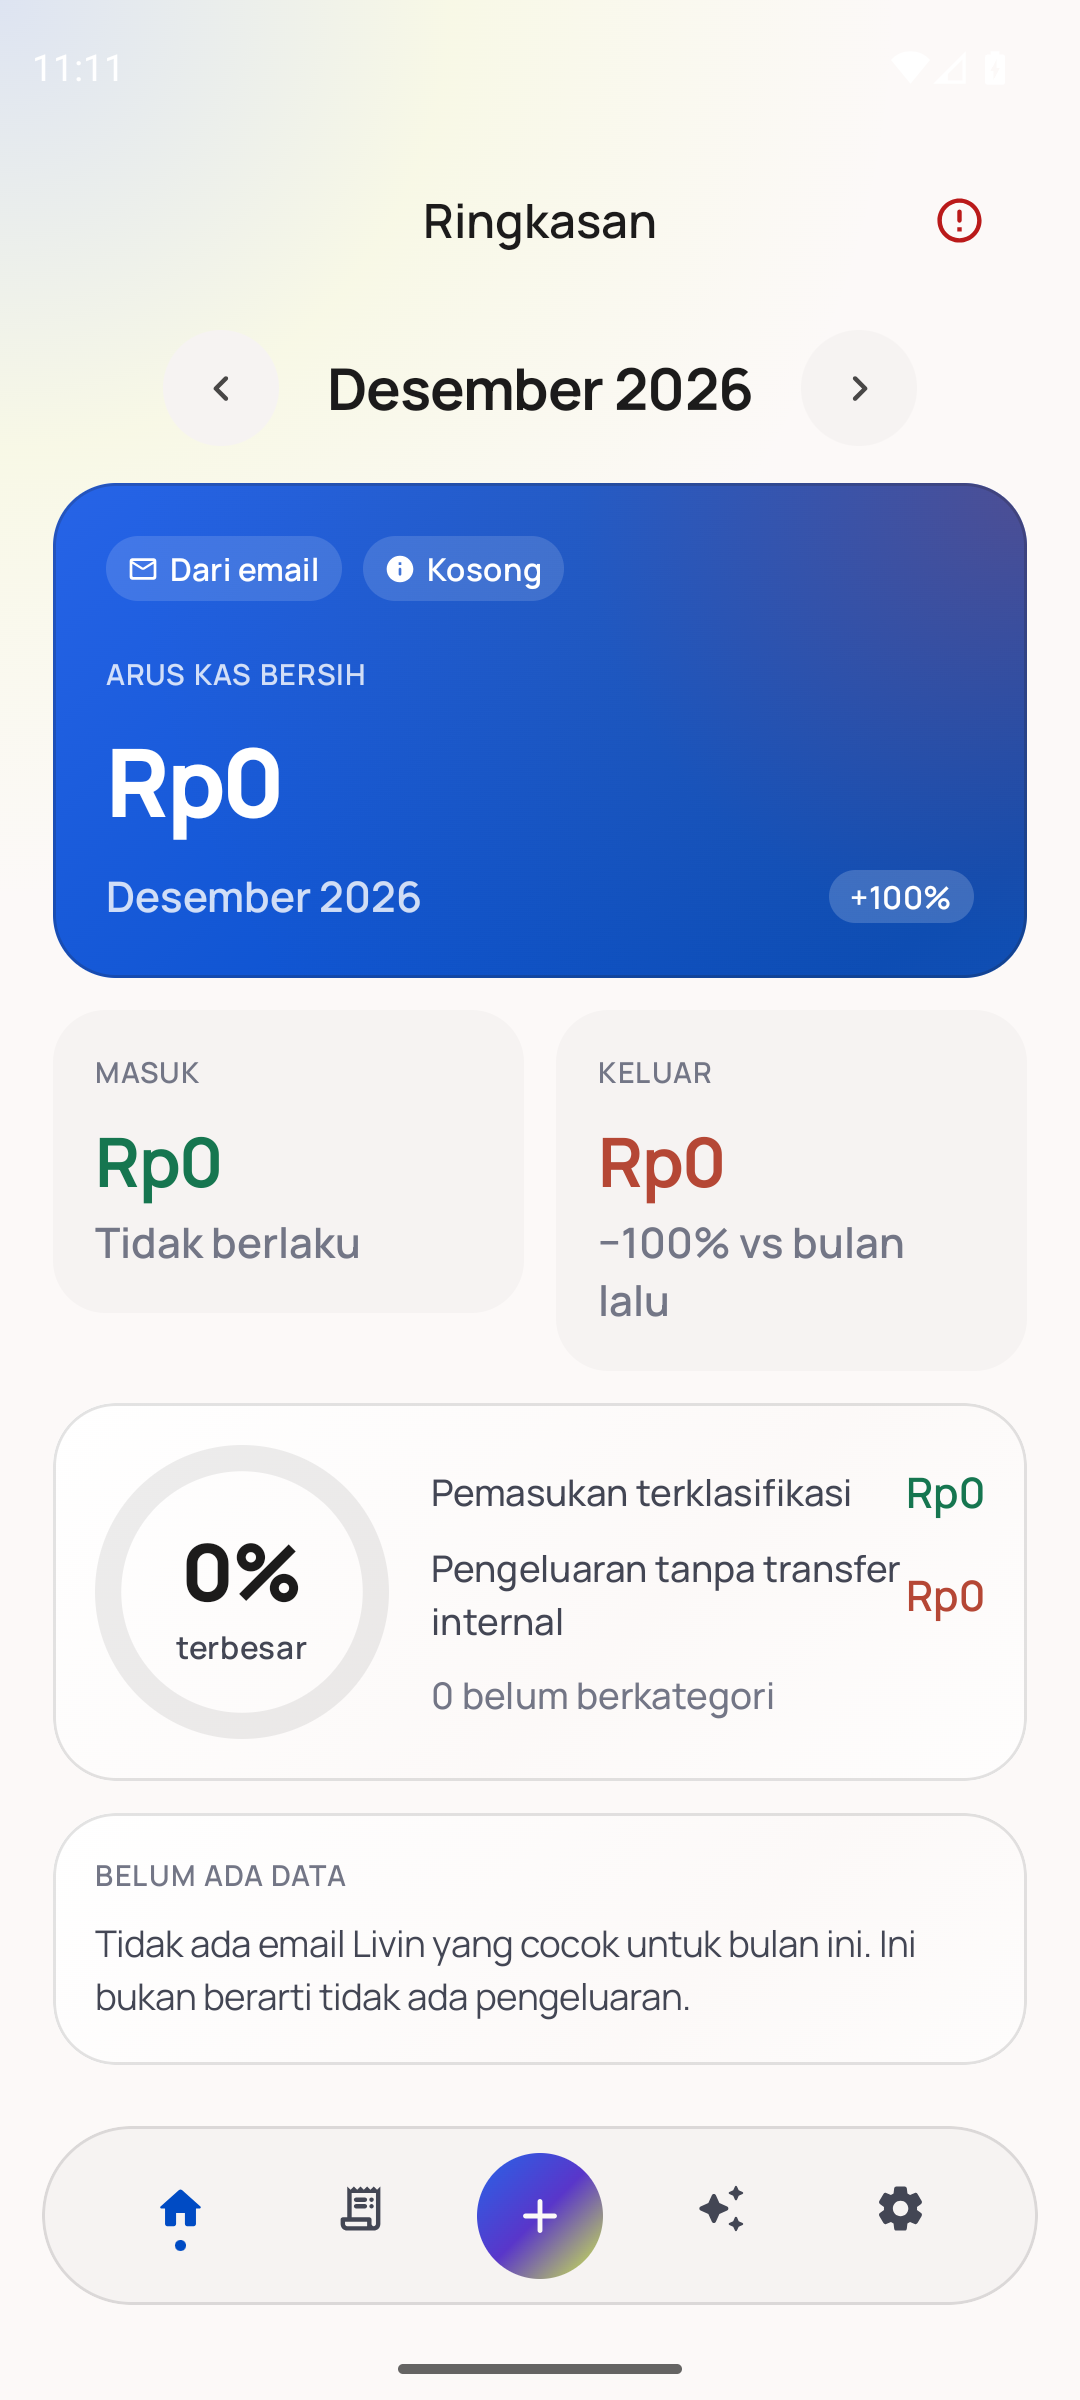 11:11
Ringkasan
Desember 2026
Dari email
Kosong
ARUS KAS BERSIH
Rp0
Desember 2026
+100%
MASUK
Rp0
Tidak berlaku
KELUAR
Rp0
−100% vs bulan
lalu
0%
terbesar
Pemasukan terklasifikasi
Rp0
Pengeluaran tanpa transfer
internal
Rp0
0 belum berkategori
BELUM ADA DATA
Tidak ada email Livin yang cocok untuk bulan ini. Ini
bukan berarti tidak ada pengeluaran.